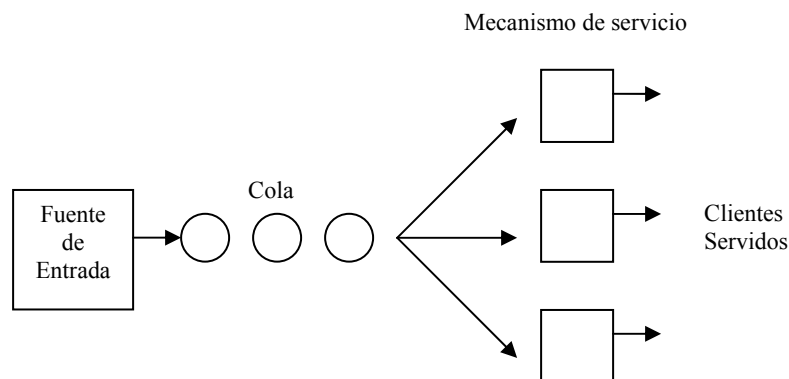 Mecanismo de servicio
Cola
Fuente
de
Entrada
Clientes
Servidos